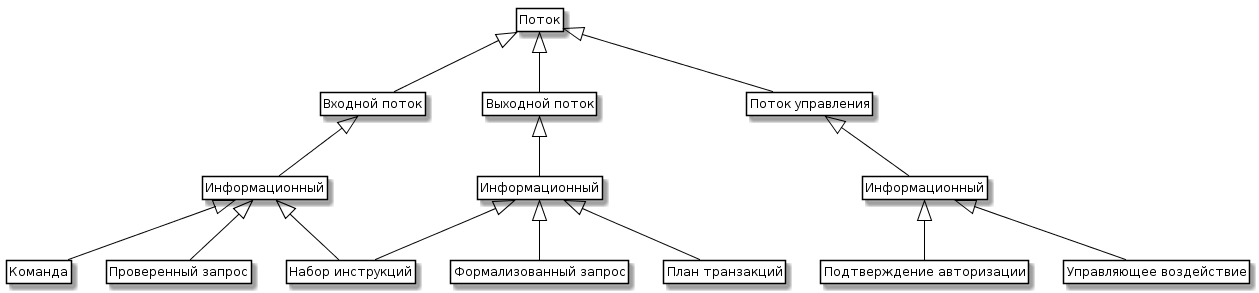 Поток
Входной поток
Выходной поток
Поток управления
Информационный
Информационный
Информационный
Команда
Проверенный запрос
Набор инструкций
Формализованный запрос
План транзакций
Подтверждение авторизации
Управляющее воздействие